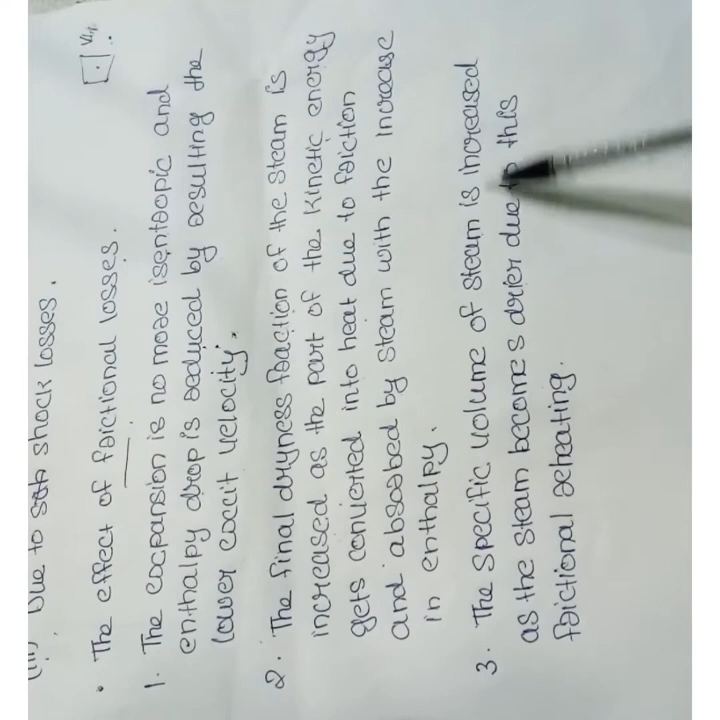 (iii). Due to shock losses.
• The effect of frictional losses.
1. The excpansion is no more isentropic and
enthalpy drop is reduced by resulting the
lower exccit velocity.
2. The final dryness fraction of the steam is
increased as the part of the kinetic energy
gets converted into heat due to friction
and absorbed by steam with the increase
in enthalpy.
3. The specific volume of steam is increased
as the steam becomes drier due to this
frictional reheating.